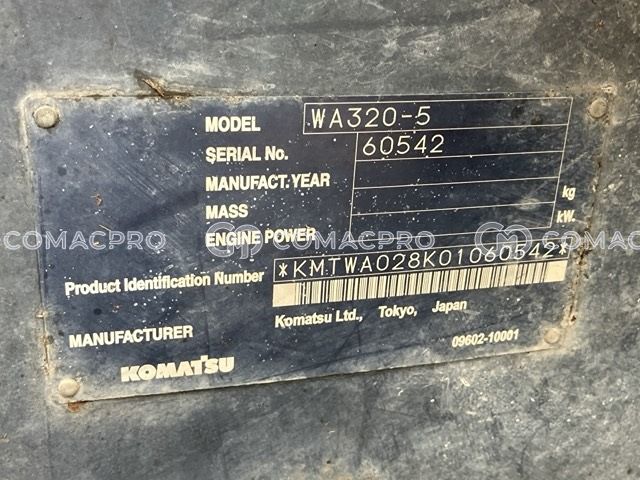 MODEL WA320-5
SERIAL No. 60542
MANUFACT. YEAR
MASS kg
ENGINE POWER kW
COMACPRO COMACPRO COMACPRO
Product Identification Number *KMTWA028K01060542*
MANUFACTURER Komatsu Ltd., Tokyo, Japan
KOMATSU 09602-10001